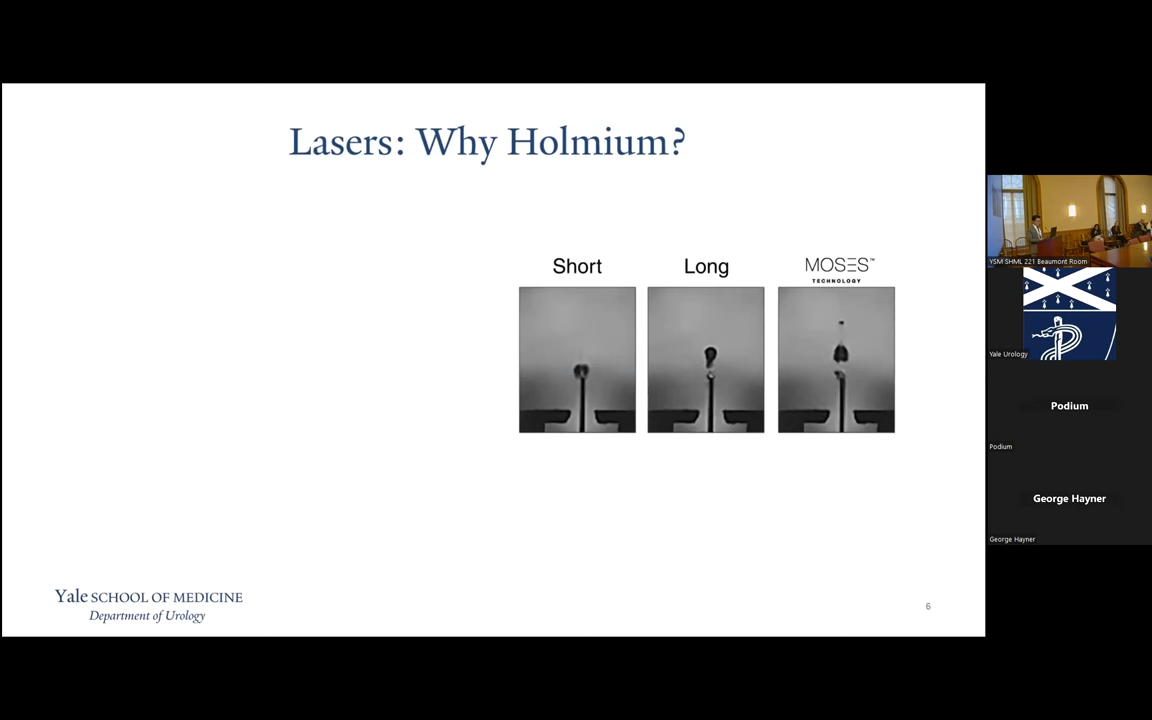 Lasers: Why Holmium?
Short
Long
MOSES™
TECHNOLOGY
Yale SCHOOL OF MEDICINE
Department of Urology
6
YSM SHML 221 Beaumont Room
Yale Urology
Podium
Podium
George Hayner
George Hayner